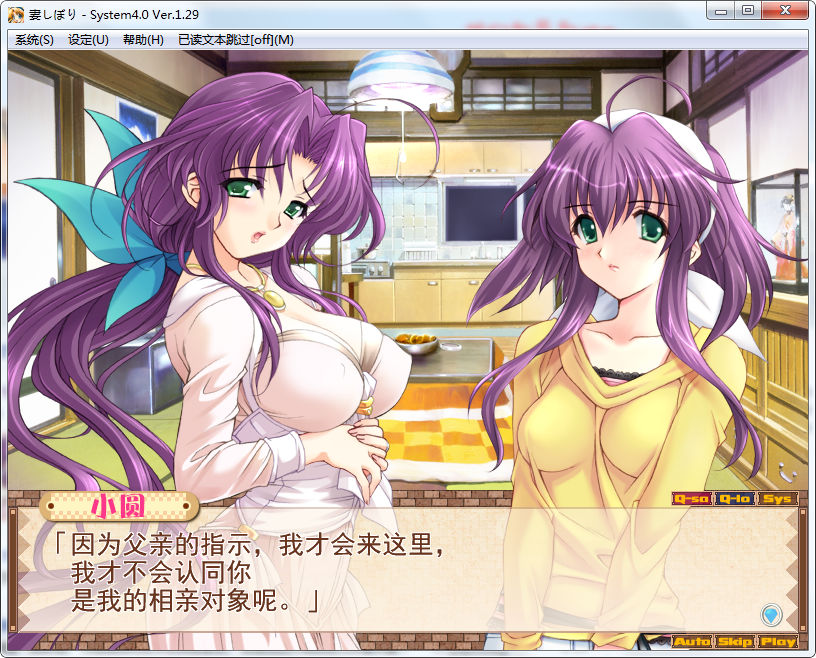 妻しぼり - System4.0 Ver.1.29
系统(S) 设定(U) 帮助(H) 已读文本跳过[off](M)
Q-sa Q-lo Sys
小圆
「因为父亲的指示，我才会来这里，
我才不会认同你
是我的相亲对象呢。」
Auto Skip Play